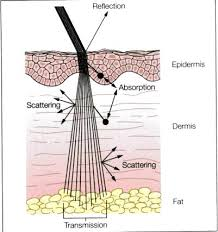 Reflection
Epidermis
Absorption
Scattering
Dermis
Scattering
Fat
Transmission